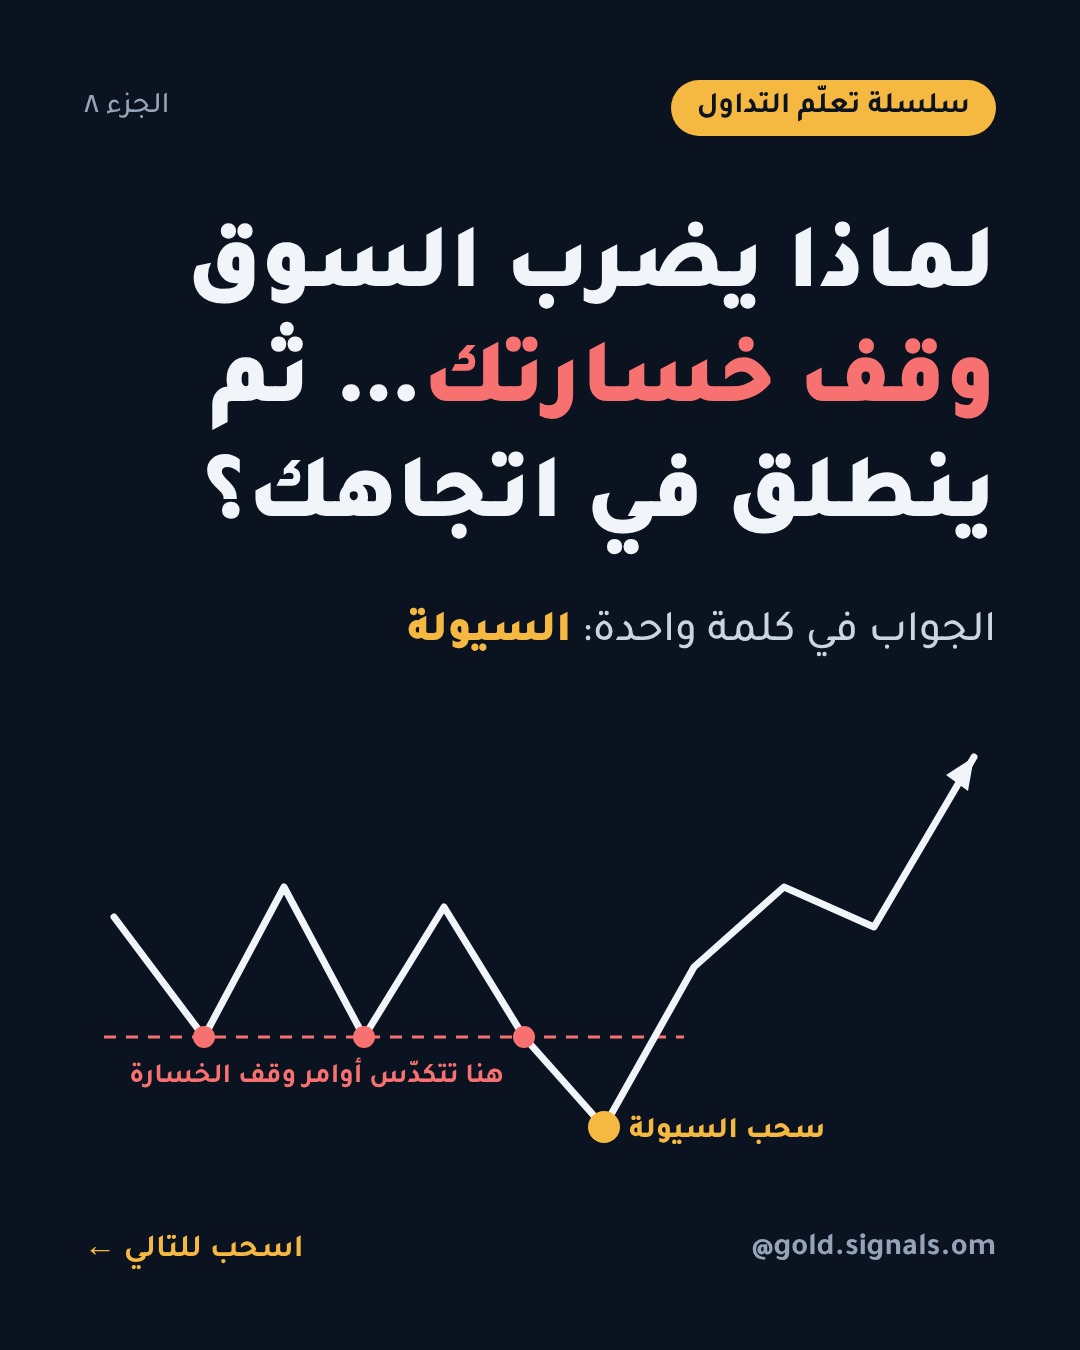 سلسلة تعلّم التداول
الجزء ٨
لماذا يضرب السوق
وقف خسارتك... ثم
ينطلق في اتجاهك؟
الجواب في كلمة واحدة: السيولة
هنا تتكدّس أوامر وقف الخسارة
سحب السيولة
@gold.signals.om
اسحب للتالي ←